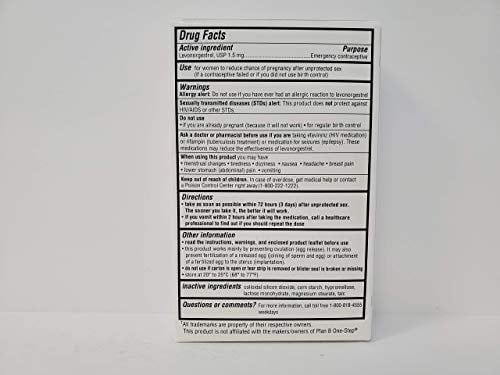 Drug Facts
Active ingredient Purpose
Levonorgestrel, USP 1.5 mg Emergency contraceptive
Use for women to reduce chance of pregnancy after unprotected sex
(if a contraceptive failed or if you did not use birth control)
Warnings
Allergy alert: Do not use if you have ever had an allergic reaction to levonorgestrel
Sexually transmitted diseases (STDs) alert: This product does not protect against
HIV/AIDS or other STDs.
Do not use
• if you are already pregnant (because it will not work) • for regular birth control
Ask a doctor or pharmacist before use if you are taking efavirenz (HIV medication)
or rifampin (tuberculosis treatment) or medication for seizures (epilepsy). These
medications may reduce the effectiveness of levonorgestrel.
When using this product you may have
• menstrual changes • tiredness • dizziness • nausea • headache • breast pain
• lower stomach (abdominal) pain • vomiting
Keep out of reach of children. In case of overdose, get medical help or contact
a Poison Control Center right away (1-800-222-1222).
Directions
• take as soon as possible within 72 hours (3 days) after unprotected sex.
The sooner you take it, the better it will work.
• if you vomit within 2 hours after taking the medication, call a healthcare
professional to find out if you should repeat the dose
Other information
• read the instructions, warnings, and enclosed product leaflet before use
• this product works mainly by preventing ovulation (egg release). It may also
prevent fertilization of a released egg (joining of sperm and egg) or attachment
of a fertilized egg to the uterus (implantation).
• do not use if carton is open or tear strip is removed or blister seal is broken or missing
• store at 20° to 25°C (68° to 77°F)
Inactive ingredients colloidal silicon dioxide, corn starch, hypromellose,
lactose monohydrate, magnesium stearate, talc
Questions or comments? For more information, call toll free
weekdays
†All trademarks are property of their respective owners.
This product is not affiliated with the makers/owners of Plan B One-Step®